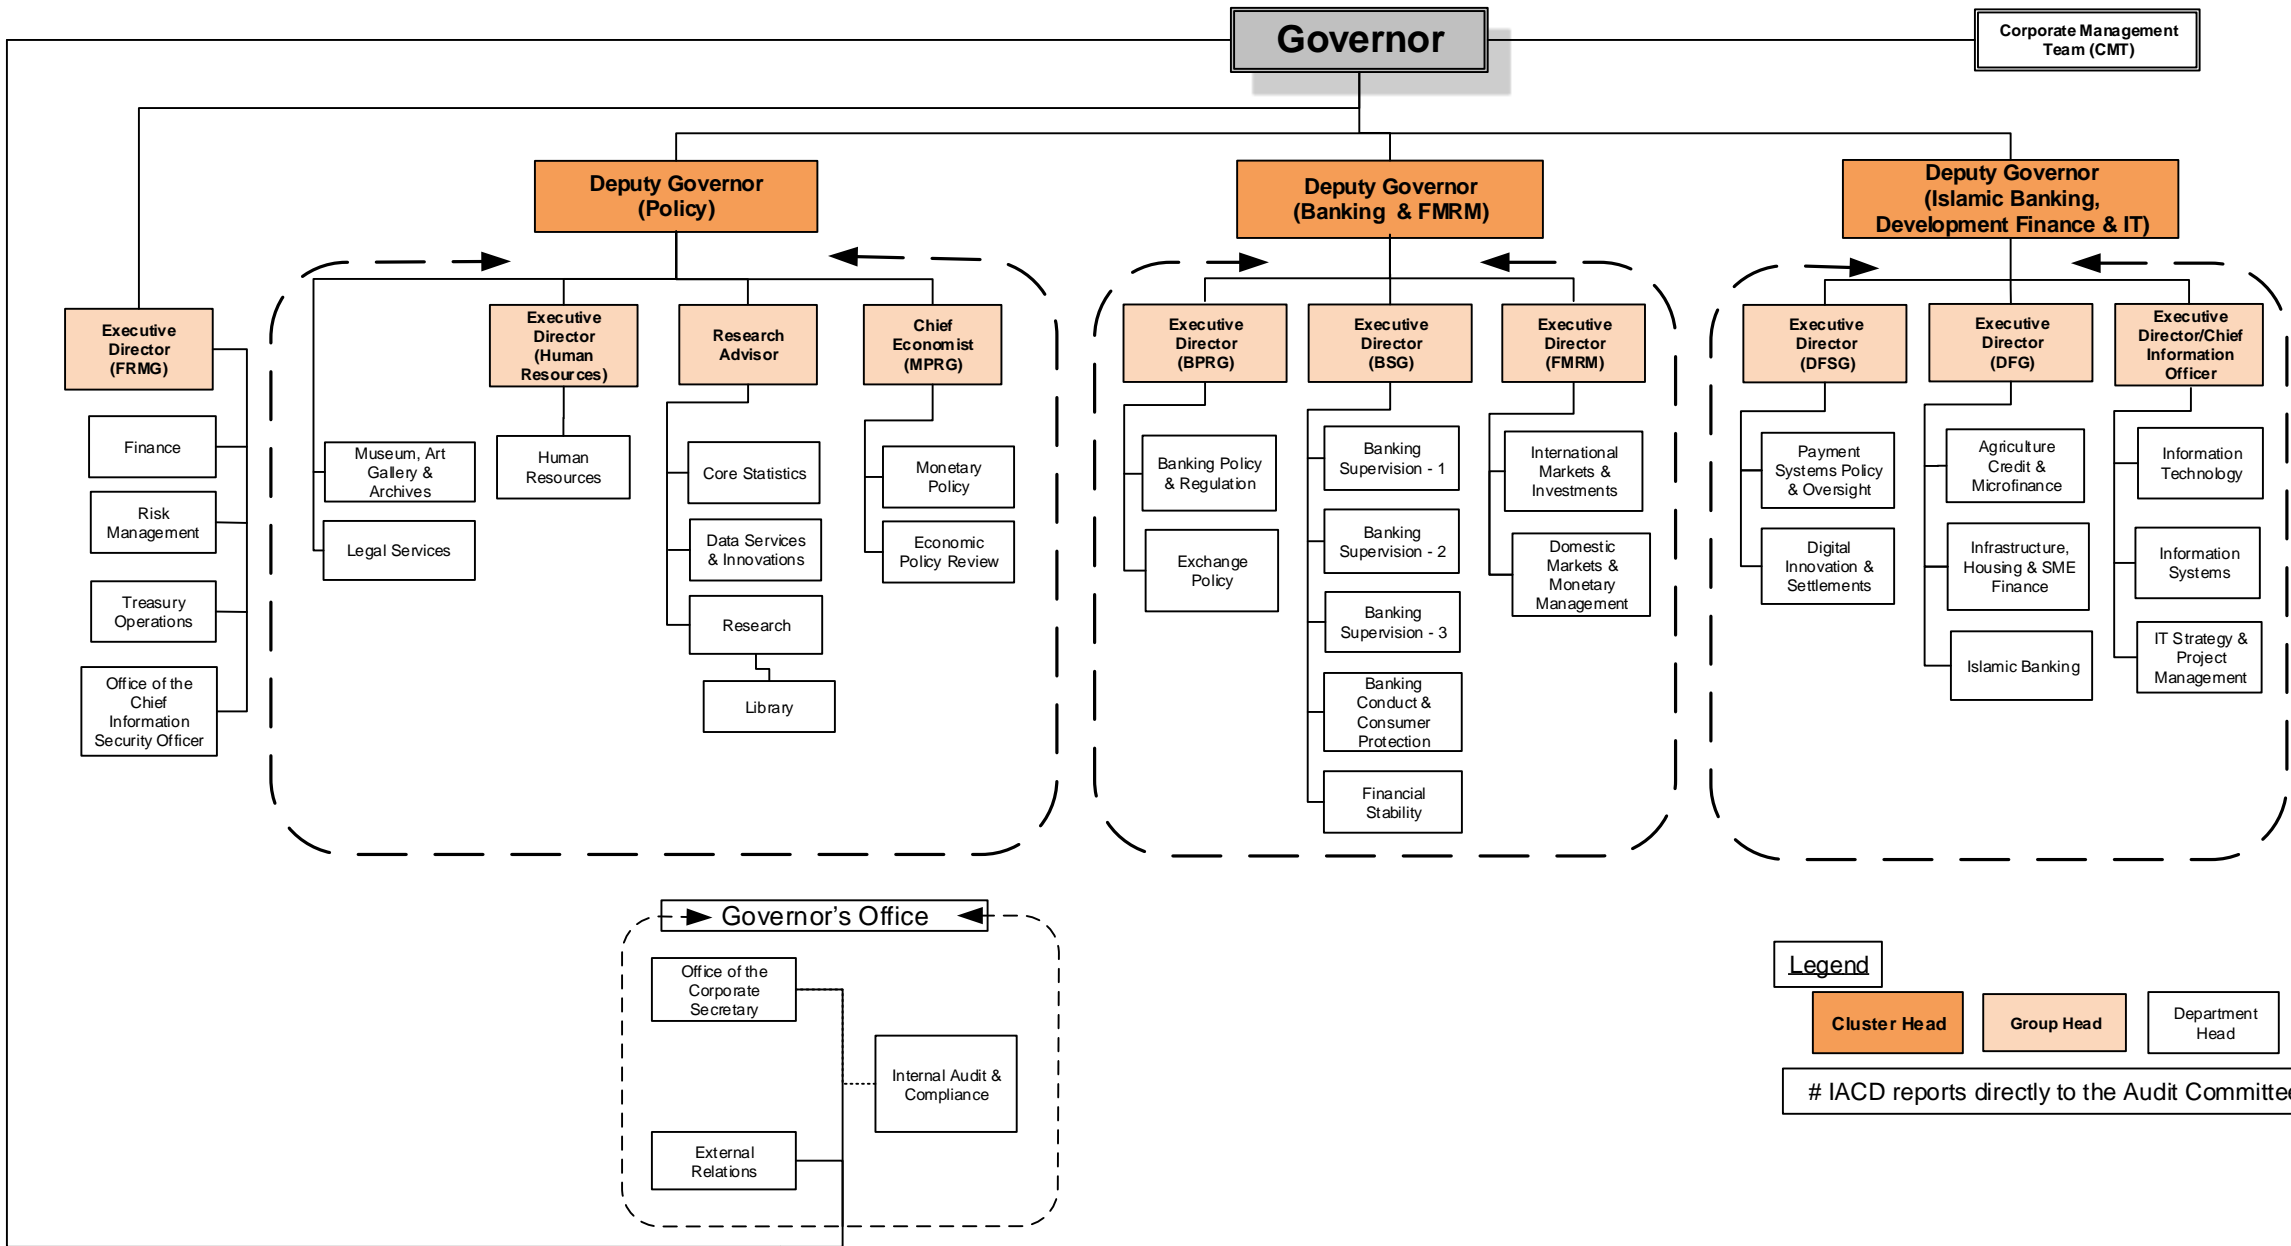 Governor
Corporate Management
Team (CMT)
Deputy Governor
(Policy)
Deputy Governor
(Banking & FMRM)
Deputy Governor
(Islamic Banking,
Development Finance & IT)
Executive
Director
(FRMG)
Executive
Director
(Human
Resources)
Research
Advisor
Chief
Economist
(MPRG)
Executive
Director
(BPRG)
Executive
Director
(BSG)
Executive
Director
(FMRM)
Executive
Director
(DFSG)
Executive
Director
(DFG)
Executive
Director/Chief
Information
Officer
Finance
Risk
Management
Treasury
Operations
Office of the
Chief
Information
Security Officer
Museum, Art
Gallery &
Archives
Legal Services
Human
Resources
Core Statistics
Data Services
& Innovations
Research
Library
Monetary
Policy
Economic
Policy Review
Banking Policy
& Regulation
Exchange
Policy
Banking
Supervision - 1
Banking
Supervision - 2
Banking
Supervision - 3
Banking
Conduct &
Consumer
Protection
Financial
Stability
International
Markets &
Investments
Domestic
Markets &
Monetary
Management
Payment
Systems Policy
& Oversight
Digital
Innovation &
Settlements
Agriculture
Credit &
Microfinance
Infrastructure,
Housing & SME
Finance
Islamic Banking
Information
Technology
Information
Systems
IT Strategy &
Project
Management
Governor's Office
Office of the
Corporate
Secretary
Internal Audit &
Compliance
External
Relations
Legend
Cluster Head
Group Head
Department
Head
# IACD reports directly to the Audit Committee